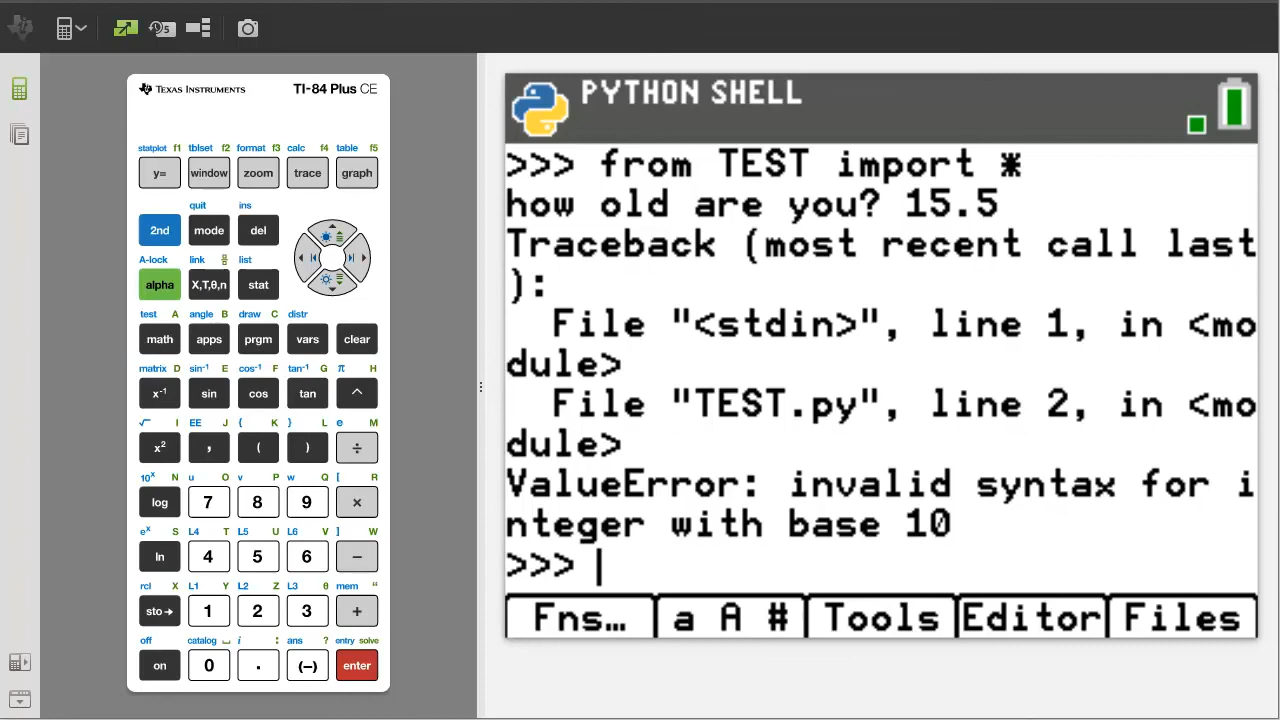 TEXAS INSTRUMENTS TI-84 Plus CE
statplot f1 tblset f2 format f3 calc f4 table f5
y= window zoom trace graph
quit ins
2nd mode del
A-lock link list
alpha X,T,θ,n stat
test A angle B draw C distr
math apps prgm vars clear
matrix D sin⁻¹ E cos⁻¹ F tan⁻¹ G π H
x⁻¹ sin cos tan ^
√ I EE J { K } L e M
x² , ( ) ÷
10ˣ N u O v P w Q [ R
log 7 8 9 ×
eˣ S L4 T L5 U L6 V ] W
ln 4 5 6 −
rcl X L1 Y L2 Z L3 θ mem “
sto→ 1 2 3 +
off catalog ⎵ i : ans ? entry solve
on 0 . (−) enter
PYTHON SHELL
>>> from TEST import *
how old are you? 15.5
Traceback (most recent call last
):
File "<stdin>", line 1, in <mo
dule>
File "TEST.py", line 2, in <mo
dule>
ValueError: invalid syntax for i
nteger with base 10
>>>
Fns… a A # Tools Editor Files